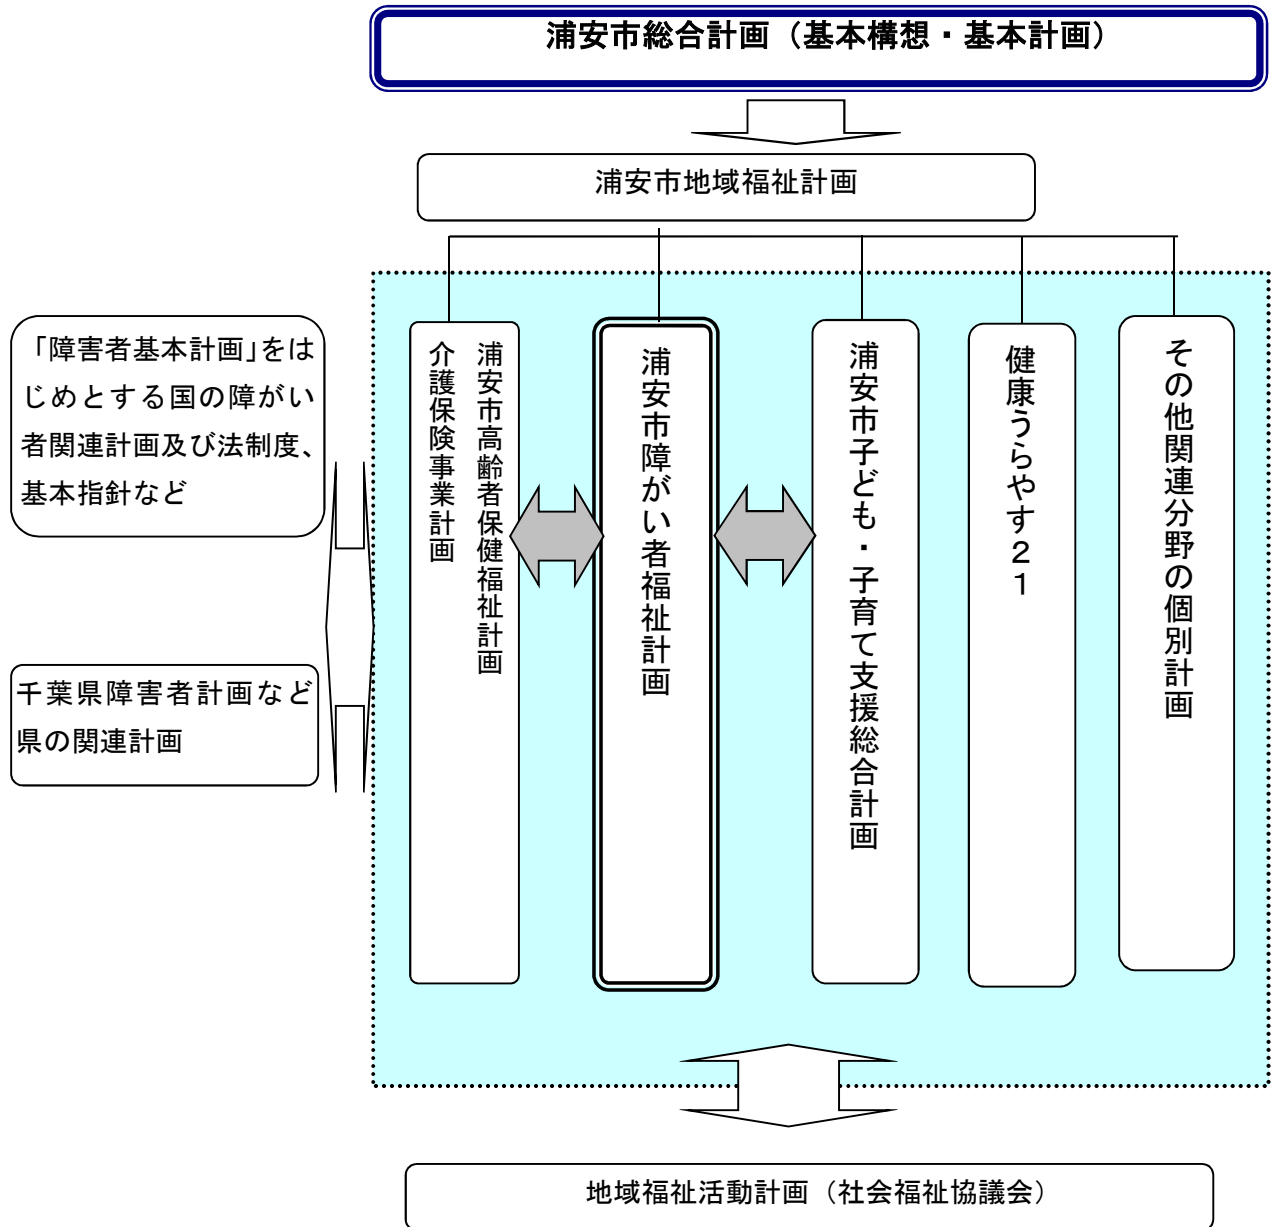 浦安市総合計画（基本構想・基本計画）
浦安市地域福祉計画
「障害者基本計画」をは
じめとする国の障がい
者関連計画及び法制度、
基本指針など
千葉県障害者計画など
県の関連計画
浦安市高齢者保健福祉計画
介護保険事業計画
浦安市障がい者福祉計画
浦安市子ども・子育て支援総合計画
健康うらやす２１
その他関連分野の個別計画
地域福祉活動計画（社会福祉協議会）